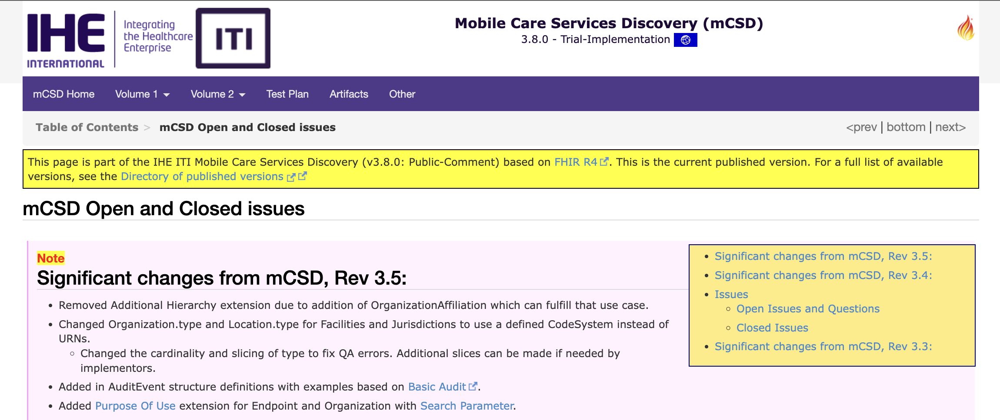 IHE
INTERNATIONAL
Integrating
the Healthcare
Enterprise
ITI
Mobile Care Services Discovery (mCSD)
3.8.0 - Trial-Implementation
mCSD Home Volume 1 Volume 2 Test Plan Artifacts Other
Table of Contents > mCSD Open and Closed issues
<prev | bottom | next>
This page is part of the IHE ITI Mobile Care Services Discovery (v3.8.0: Public-Comment) based on FHIR R4. This is the current published version. For a full list of available
versions, see the Directory of published versions
mCSD Open and Closed issues
Note
Significant changes from mCSD, Rev 3.5:
• Removed Additional Hierarchy extension due to addition of OrganizationAffiliation which can fulfill that use case.
• Changed Organization.type and Location.type for Facilities and Jurisdictions to use a defined CodeSystem instead of
URNs.
◦ Changed the cardinality and slicing of type to fix QA errors. Additional slices can be made if needed by
implementors.
• Added in AuditEvent structure definitions with examples based on Basic Audit.
• Added Purpose Of Use extension for Endpoint and Organization with Search Parameter.
• Significant changes from mCSD, Rev 3.5:
• Significant changes from mCSD, Rev 3.4:
• Issues
◦ Open Issues and Questions
◦ Closed Issues
• Significant changes from mCSD, Rev 3.3: